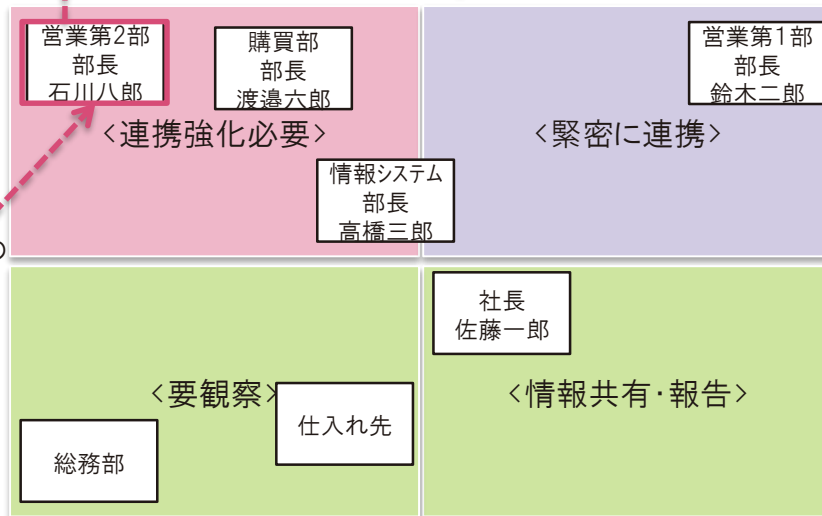 営業第2部
部長
石川八郎
購買部
部長
渡邉六郎
<連携強化必要>
情報システム
部長
高橋三郎
営業第1部
部長
鈴木二郎
<緊密に連携>
<要観察>
仕入れ先
総務部
社長
佐藤一郎
<情報共有・報告>